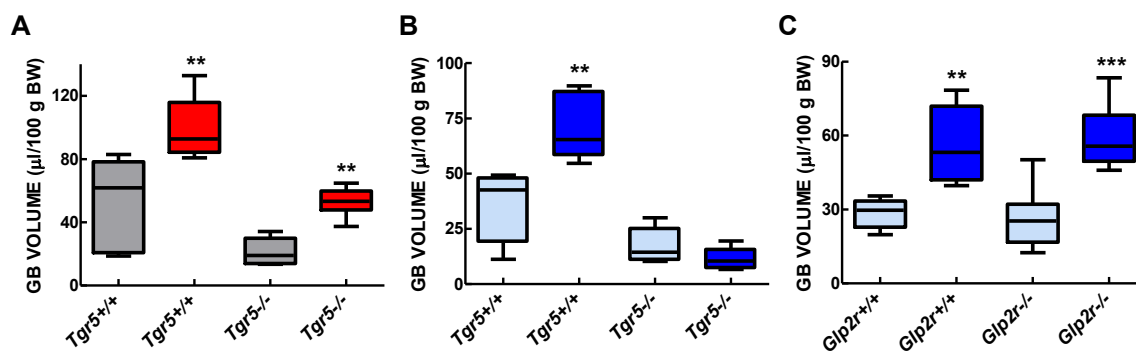 A
GB VOLUME (µl/100 g BW)
120
80
40
0
**
**
Tgr5+/+
Tgr5+/+
Tgr5-/-
Tgr5-/-
B
GB VOLUME (µl/100 g BW)
100
75
50
25
0
**
Tgr5+/+
Tgr5+/+
Tgr5-/-
Tgr5-/-
C
GB VOLUME (µl/100 g BW)
90
60
30
0
**
***
Glp2r+/+
Glp2r+/+
Glp2r-/-
Glp2r-/-